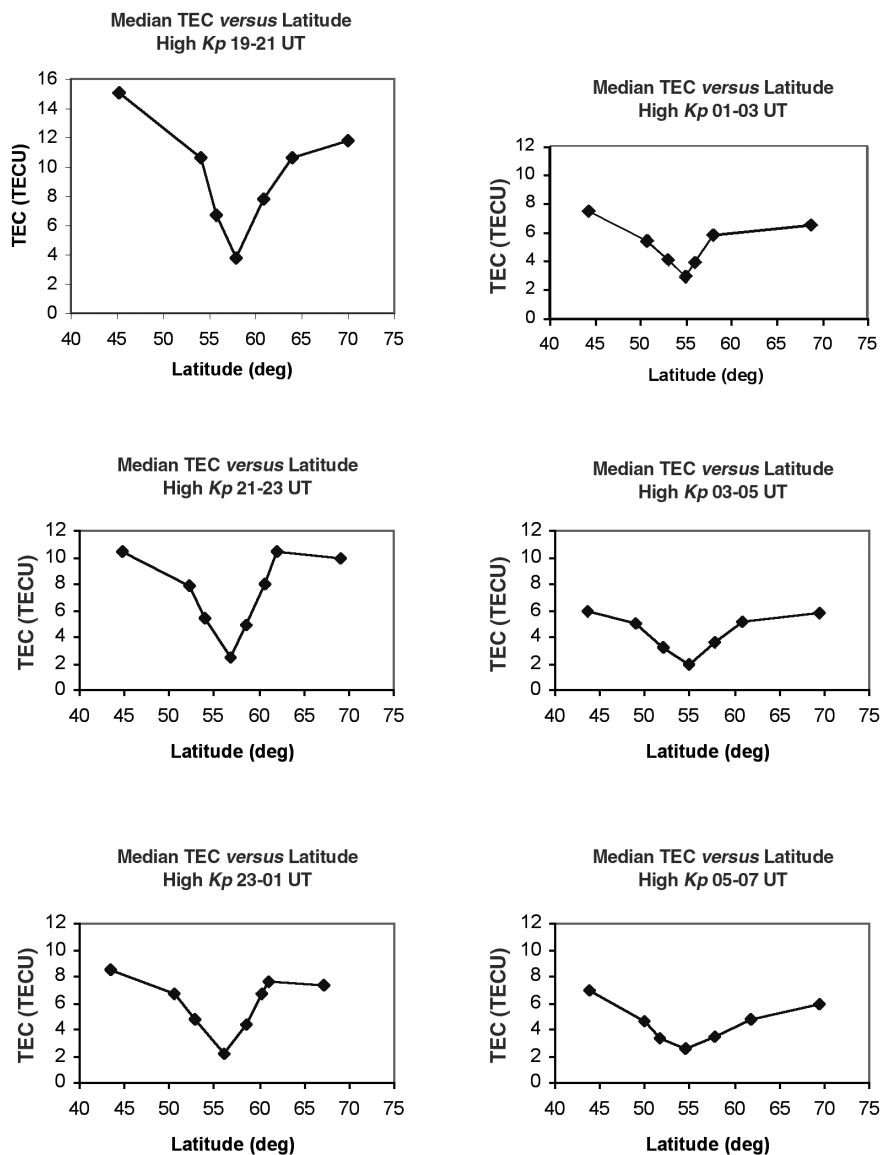 Median TEC versus Latitude
High Kp 19-21 UT
16
14
12
10
8
6
4
2
0
TEC (TECU)
40 45 50 55 60 65 70 75
Latitude (deg)
Median TEC versus Latitude
High Kp 01-03 UT
12
10
8
6
4
2
0
TEC (TECU)
40 45 50 55 60 65 70 75
Latitude (deg)
Median TEC versus Latitude
High Kp 21-23 UT
12
10
8
6
4
2
0
TEC (TECU)
40 45 50 55 60 65 70 75
Latitude (deg)
Median TEC versus Latitude
High Kp 03-05 UT
12
10
8
6
4
2
0
TEC (TECU)
40 45 50 55 60 65 70 75
Latitude (deg)
Median TEC versus Latitude
High Kp 23-01 UT
12
10
8
6
4
2
0
TEC (TECU)
40 45 50 55 60 65 70 75
Latitude (deg)
Median TEC versus Latitude
High Kp 05-07 UT
12
10
8
6
4
2
0
TEC (TECU)
40 45 50 55 60 65 70 75
Latitude (deg)